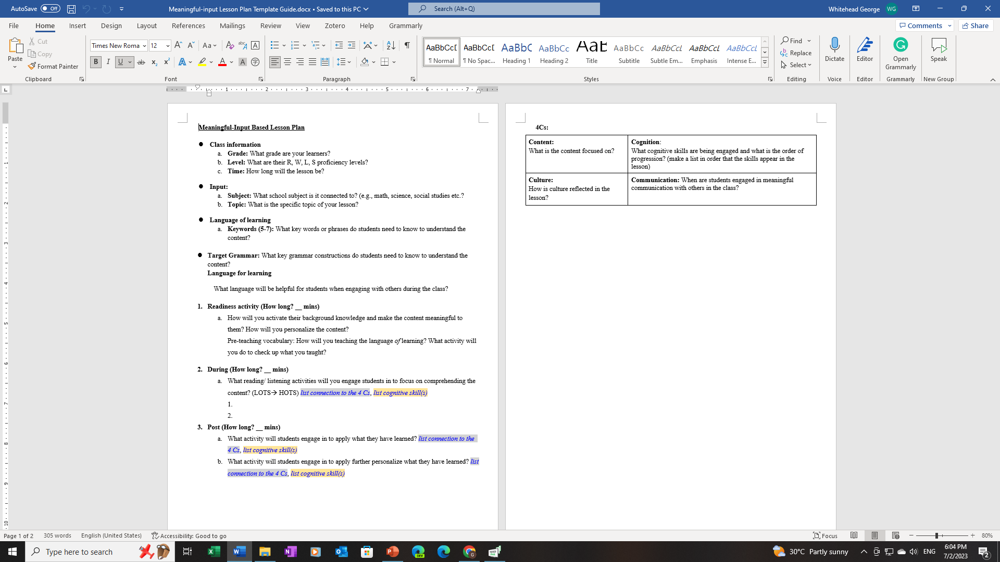 AutoSave Off Meaningful-input Lesson Plan Template Guide.docx • Saved to this PC Search (Alt+Q) Whitehead George WG
File Home Insert Design Layout References Mailings Review View Zotero Help Grammarly Comments Share
Paste Cut Copy Format Painter
Times New Roma 12
AaBbCcI AaBbCcI AaBbC AaBbCc AaB AaBbCc AaBbCcL AaBbCcL AaBbCcL
¶ Normal ¶ No Spac... Heading 1 Heading 2 Title Subtitle Subtle Em... Emphasis Intense E...
Find Replace Select
Dictate Editor Open Grammarly Speak
Clipboard Font Paragraph Styles Editing Voice Editor Grammarly New Group
1 2 3 4 5 6 7
Meaningful-Input Based Lesson Plan
● Class information
a. Grade: What grade are your learners?
b. Level: What are their R, W, L, S proficiency levels?
c. Time: How long will the lesson be?
● Input:
a. Subject: What school subject is it connected to? (e.g., math, science, social studies etc.?
b. Topic: What is the specific topic of your lesson?
● Language of learning
a. Keywords (5-7): What key words or phrases do students need to know to understand the
content?
● Target Grammar: What key grammar constructions do students need to know to understand the
content?
Language for learning
What language will be helpful for students when engaging with others during the class?
1. Readiness activity (How long? __ mins)
a. How will you activate their background knowledge and make the content meaningful to
them? How will you personalize the content?
Pre-teaching vocabulary: How will you teaching the language of learning? What activity will
you do to check up what you taught?
2. During (How long? __ mins)
a. What reading/ listening activities will you engage students in to focus on comprehending the
content? (LOTS→ HOTS) list connection to the 4 Cs, list cognitive skill(s)
1.
2.
3. Post (How long? __ mins)
a. What activity will students engage in to apply what they have learned? list connection to the
4 Cs, list cognitive skill(s)
b. What activity will students engage in to apply further personalize what they have learned? list
connection to the 4 Cs, list cognitive skill(s)
4Cs:
Content:
What is the content focused on?
Cognition:
What cognitive skills are being engaged and what is the order of
progression? (make a list in order that the skills appear in the
lesson)
Culture:
How is culture reflected in the
lesson?
Communication: When are students engaged in meaningful
communication with others in the class?
Page 1 of 2 305 words English (United States) Accessibility: Good to go Focus 80%
Type here to search 30°C Partly sunny ENG 6:04 PM
7/2/2023 2